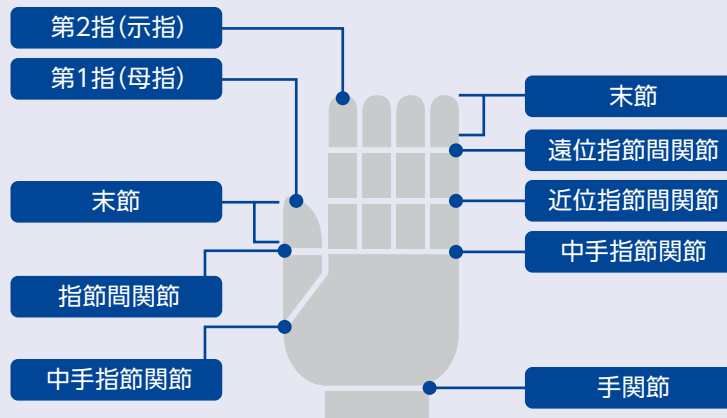 第2指(示指)
第1指(母指)
末節
指節間関節
中手指節関節
末節
遠位指節間関節
近位指節間関節
中手指節関節
手関節